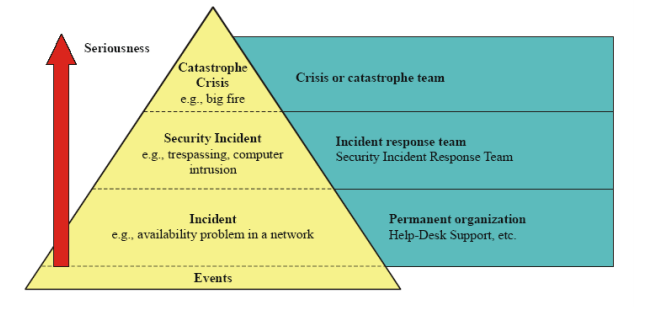 Seriousness
Catastrophe
Crisis
e.g., big fire
Crisis or catastrophe team
Security Incident
e.g., trespassing, computer
intrusion
Incident response team
Security Incident Response Team
Incident
e.g., availability problem in a network
Permanent organization
Help-Desk Support, etc.
Events